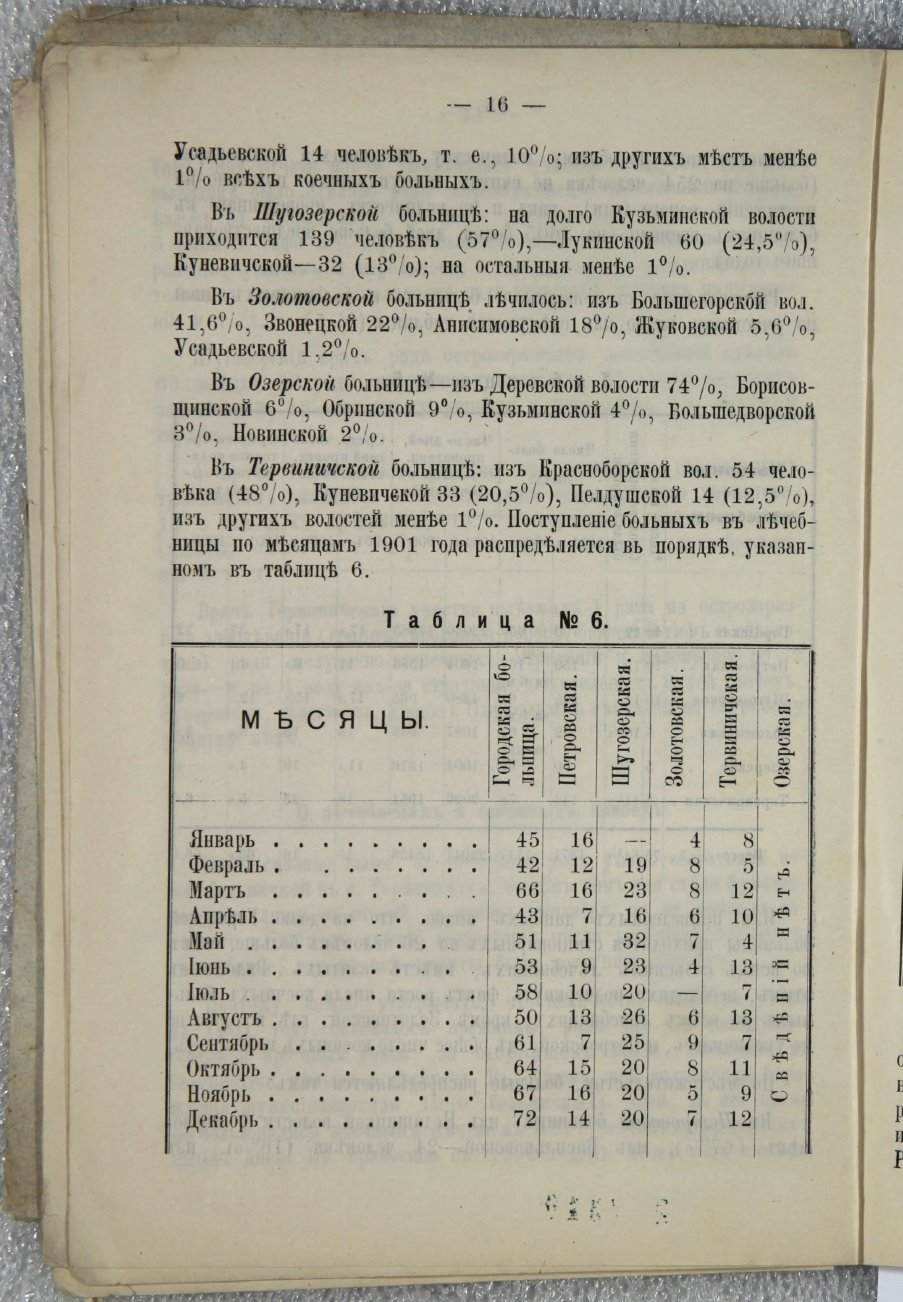 — 16 —
Усадьевской 14 человѣкъ, т. е., 10%; изъ другихъ мѣстъ менѣе
1% всѣхъ коечныхъ больныхъ.
Въ Шугозерской больницѣ: на долго Кузьминской волости
приходится 139 человѣкъ (57%),—Лукинской 60 (24,5%),
Куневичской—32 (13%); на остальныя менѣе 1%.
Въ Золотовской больницѣ лѣчилось: изъ Большегорской вол.
41,6%, Звонецкой 22%, Анисимовской 18%, Жуковской 5,6%,
Усадьевской 1,2%.
Въ Озерской больницѣ—изъ Деревской волости 74%, Борисов-
щинской 6%, Обринской 9%, Кузьминской 4%, Большедворской
3%, Новинской 2%.
Въ Тервиничской больницѣ: изъ Красноборской вол. 54 чело-
вѣка (48%), Куневичской 33 (20,5%), Пелдушской 14 (12,5%),
изъ другихъ волостей менѣе 1%. Поступленіе больныхъ въ лѣчеб-
ницы по мѣсяцамъ 1901 года распредѣляется вь порядкѣ, указан-
номъ въ таблицѣ 6.
Таблица № 6.
МѢСЯЦЫ. Городская бо-льница. Петровская. Шугозерская. Золотовская. Тервиничская. Озерская.
Январь . . . . . . . . . 45 16 — 4 8
Февраль . . . . . . . . 42 12 19 8 5
Мартъ . . . . . . . . 66 16 23 8 12
Апрѣль . . . . . . . . . 43 7 16 6 10
Май . . . . . . . . 51 11 32 7 4
Іюнь . . . . . . . . . 53 9 23 4 13
Іюль . . . . . . . . . 58 10 20 — 7
Августъ . . . . . . . . . 50 13 26 6 13
Сентябрь . . . . . . . . 61 7 25 9 7
Октябрь . . . . . . . . . 64 15 20 8 11
Ноябрь . . . . . . . . . 67 16 20 5 9
Декабрь . . . . . . . . . 72 14 20 7 12
Свѣдѣній нѣтъ.